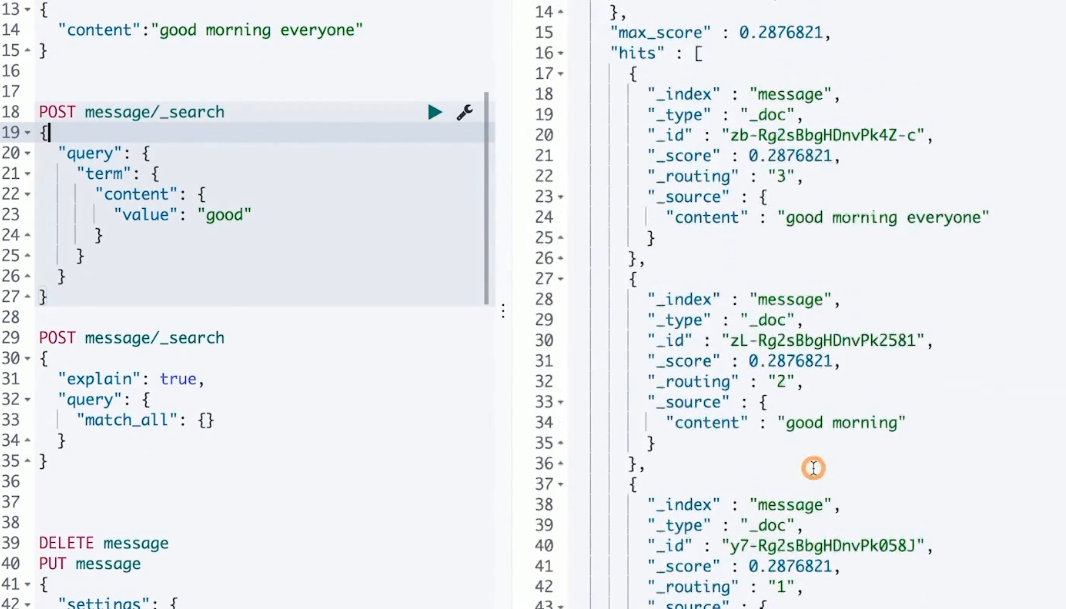 13 {
14 "content":"good morning everyone"
15 }
16
17
18 POST message/_search
19 {
20 "query": {
21 "term": {
22 "content": {
23 "value": "good"
24 }
25 }
26 }
27 }
28
29 POST message/_search
30 {
31 "explain": true,
32 "query": {
33 "match_all": {}
34 }
35 }
36
37
38
39 DELETE message
40 PUT message
41 {
42 "settings": {
14 },
15 "max_score" : 0.2876821,
16 "hits" : [
17 {
18 "_index" : "message",
19 "_type" : "_doc",
20 "_id" : "zb-Rg2sBbgHDnvPk4Z-c",
21 "_score" : 0.2876821,
22 "_routing" : "3",
23 "_source" : {
24 "content" : "good morning everyone"
25 }
26 },
27 {
28 "_index" : "message",
29 "_type" : "_doc",
30 "_id" : "zL-Rg2sBbgHDnvPk2581",
31 "_score" : 0.2876821,
32 "_routing" : "2",
33 "_source" : {
34 "content" : "good morning"
35 }
36 },
37 {
38 "_index" : "message",
39 "_type" : "_doc",
40 "_id" : "y7-Rg2sBbgHDnvPk058J",
41 "_score" : 0.2876821,
42 "_routing" : "1",
43 "_source" : {